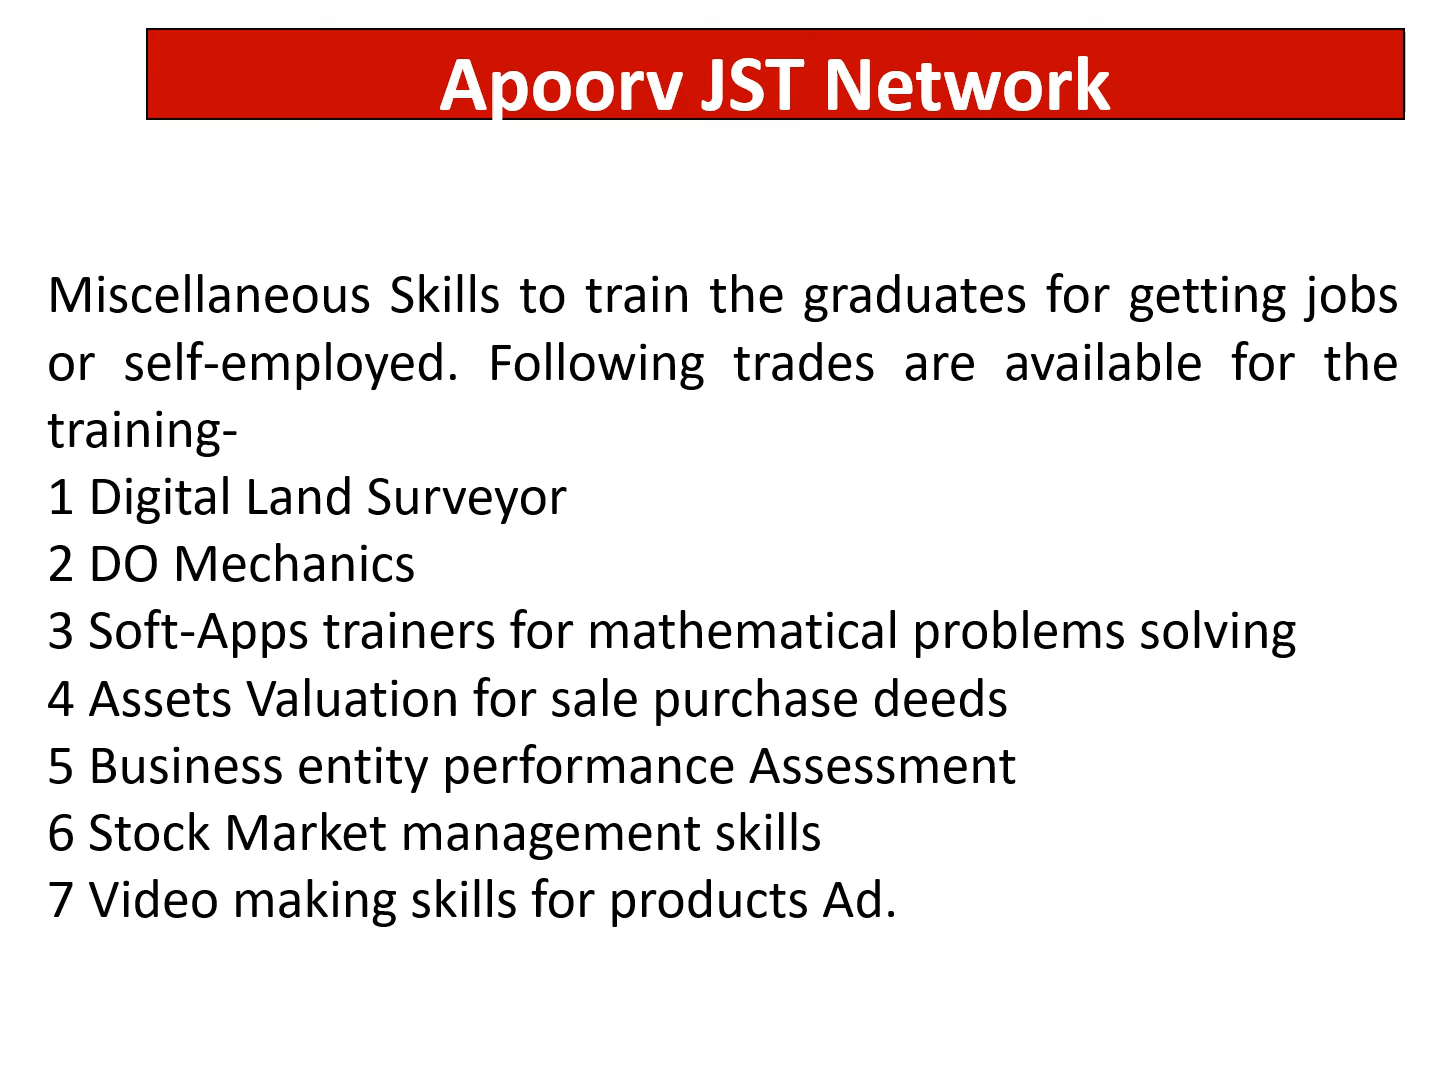 Apoorv JST Network
Miscellaneous Skills to train the graduates for getting jobs
or self-employed. Following trades are available for the
training-
1 Digital Land Surveyor
2 DO Mechanics
3 Soft-Apps trainers for mathematical problems solving
4 Assets Valuation for sale purchase deeds
5 Business entity performance Assessment
6 Stock Market management skills
7 Video making skills for products Ad.